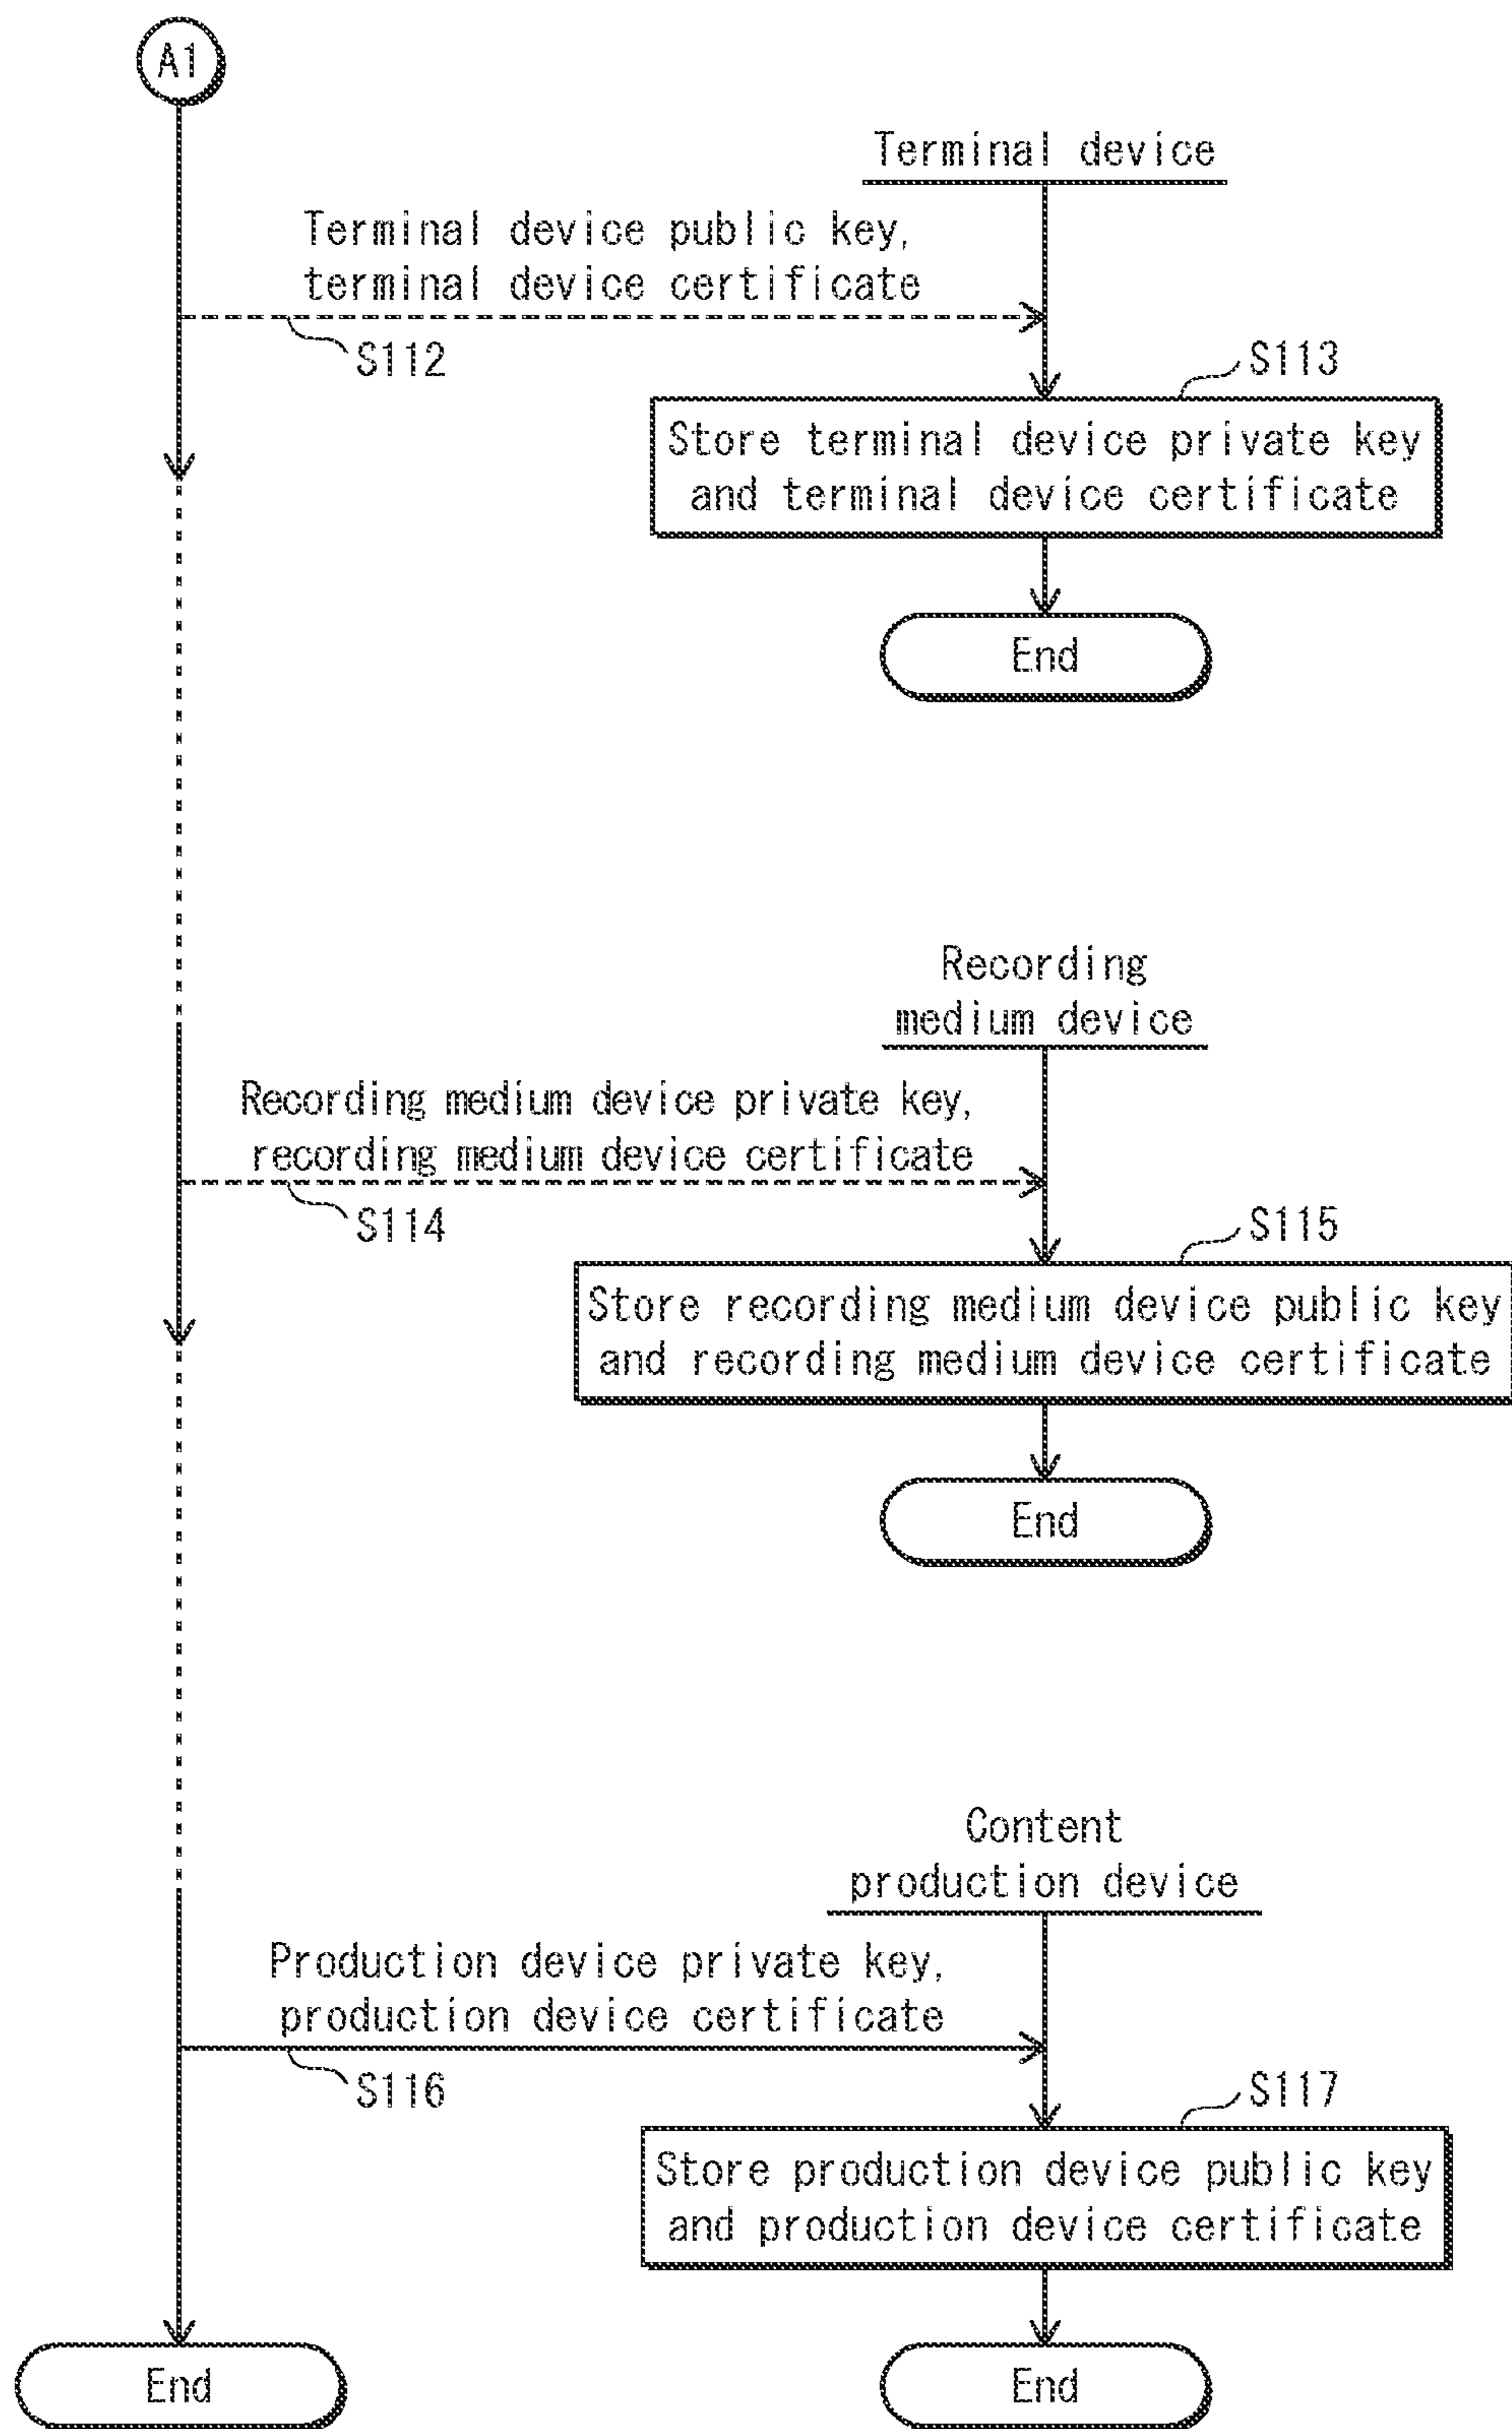 A1
Terminal device
Terminal device public key,
terminal device certificate
S112
S113
Store terminal device private key
and terminal device certificate
End
Recording
medium device
Recording medium device private key,
recording medium device certificate
S114
S115
Store recording medium device public key
and recording medium device certificate
End
Content
production device
Production device private key,
production device certificate
S116
S117
Store production device public key
and production device certificate
End
End